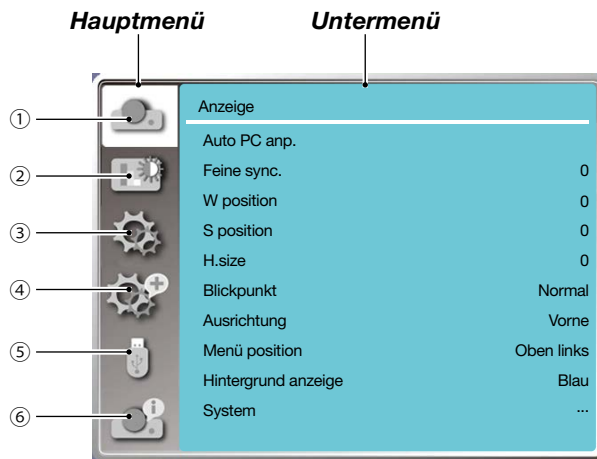 Hauptmenü Untermenü
Anzeige
① Auto PC anp.
Feine sync. 0
② W position 0
③ S position 0
H.size 0
④ Blickpunkt Normal
Ausrichtung Vorne
⑤ Menü position Oben links
Hintergrund anzeige Blau
⑥ System ...